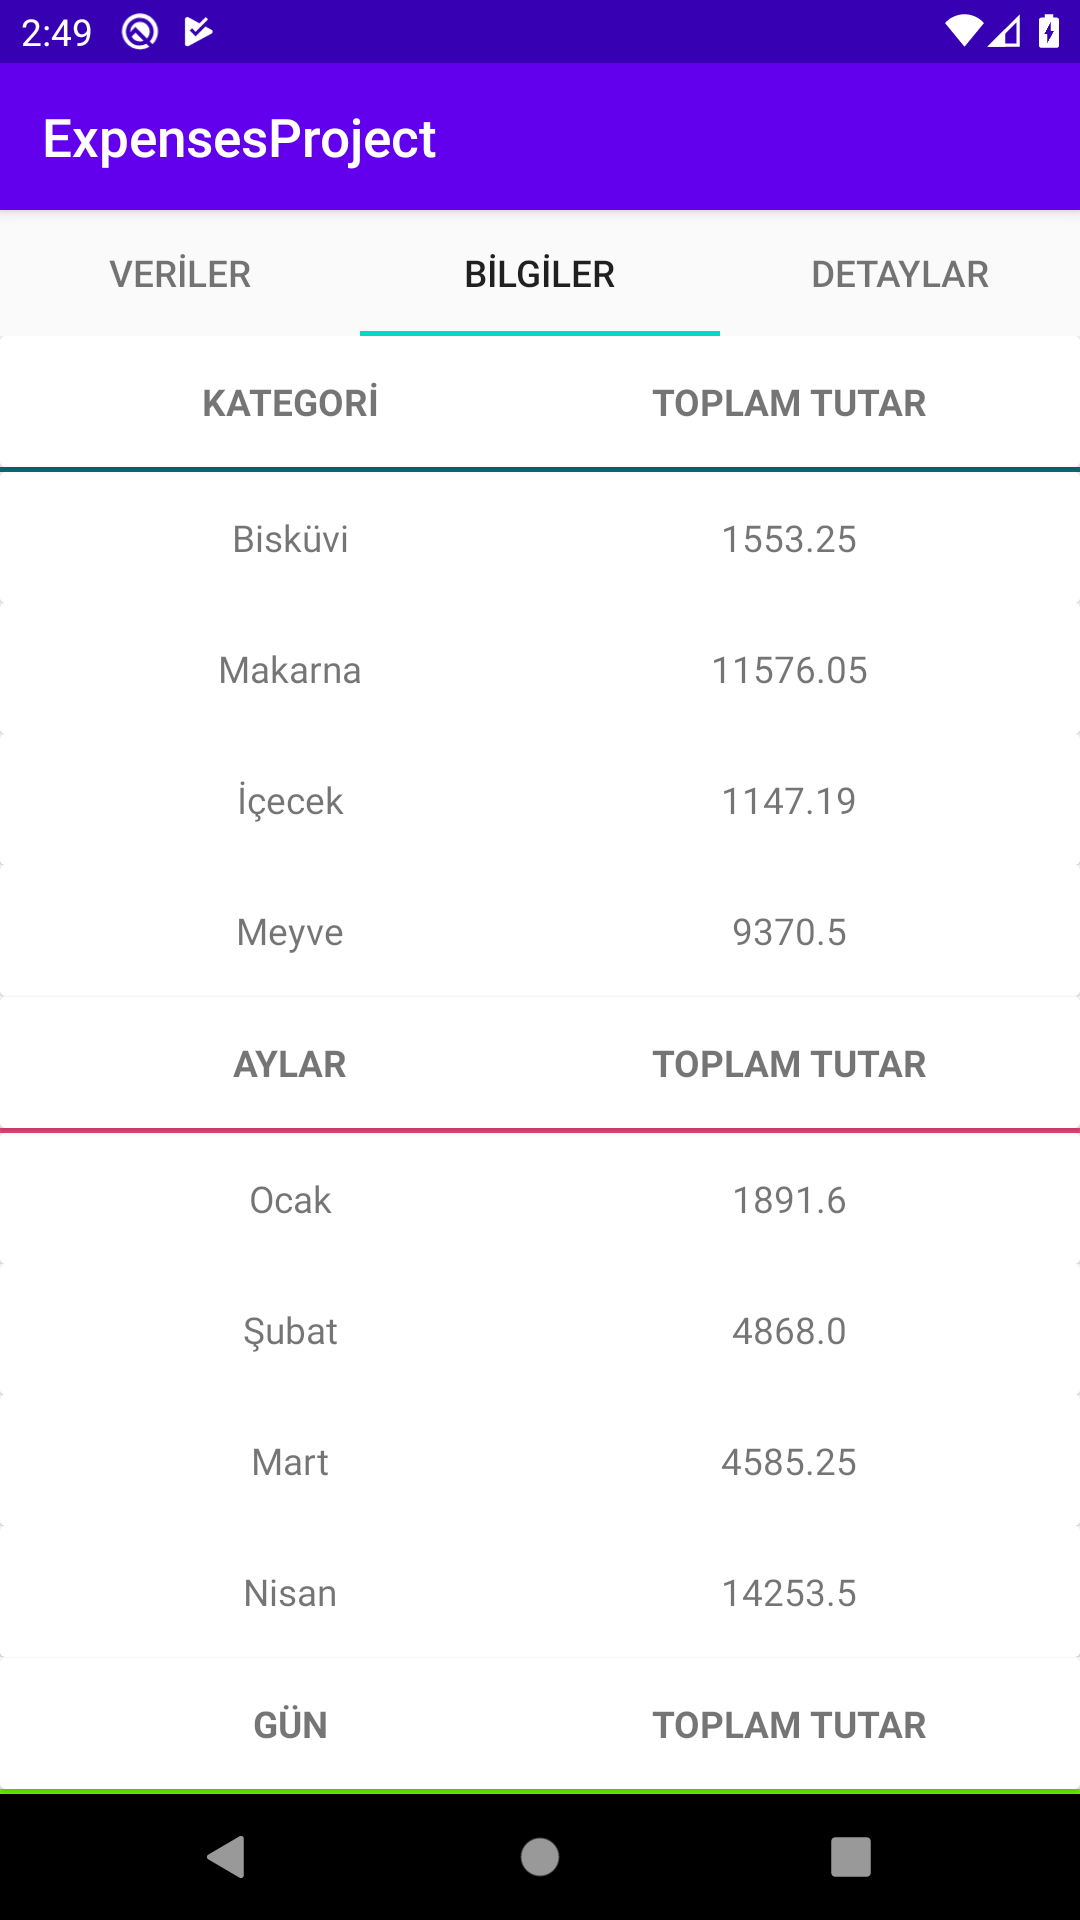 2:49
ExpensesProject
VERİLER BİLGİLER DETAYLAR
KATEGORİ TOPLAM TUTAR
Bisküvi 1553.25
Makarna 11576.05
İçecek 1147.19
Meyve 9370.5
AYLAR TOPLAM TUTAR
Ocak 1891.6
Şubat 4868.0
Mart 4585.25
Nisan 14253.5
GÜN TOPLAM TUTAR